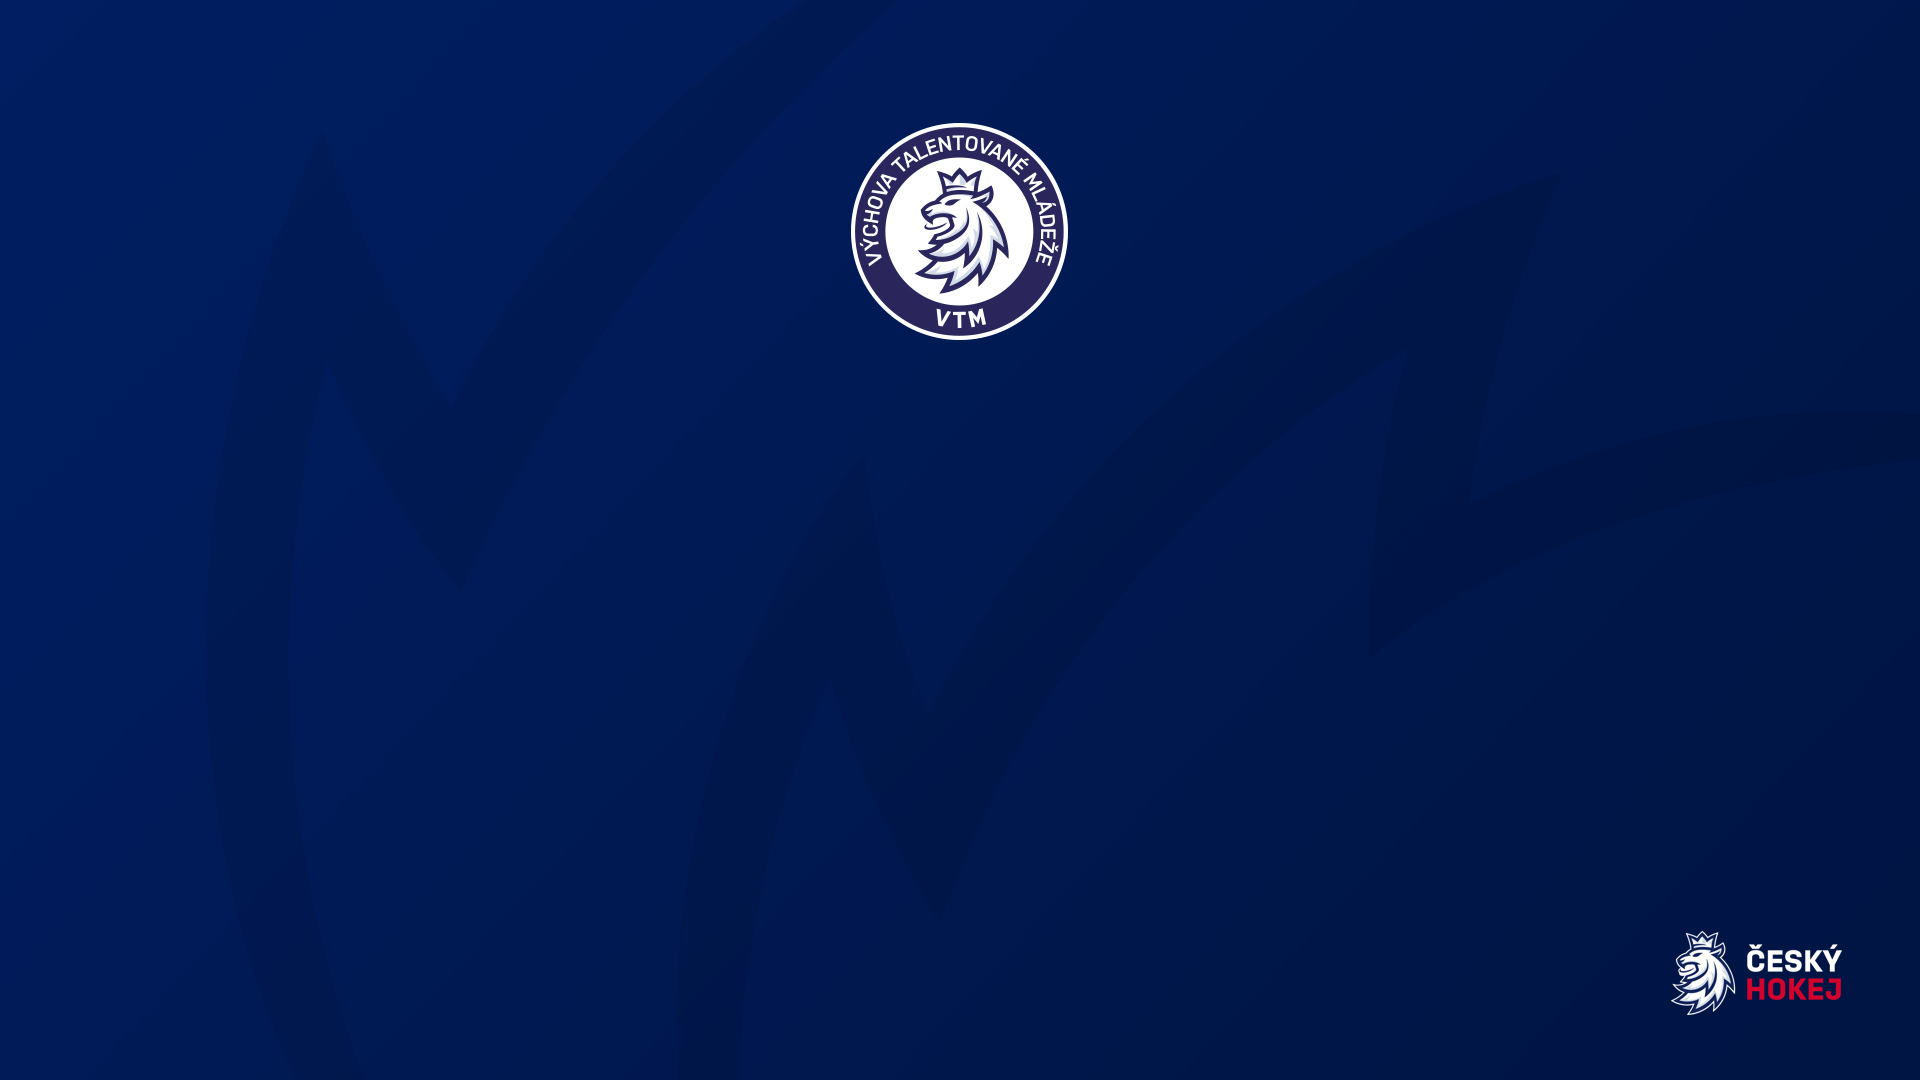 VÝCHOVA TALENTOVANÉ MLÁDEŽE
VTM
ČESKÝ
HOKEJ